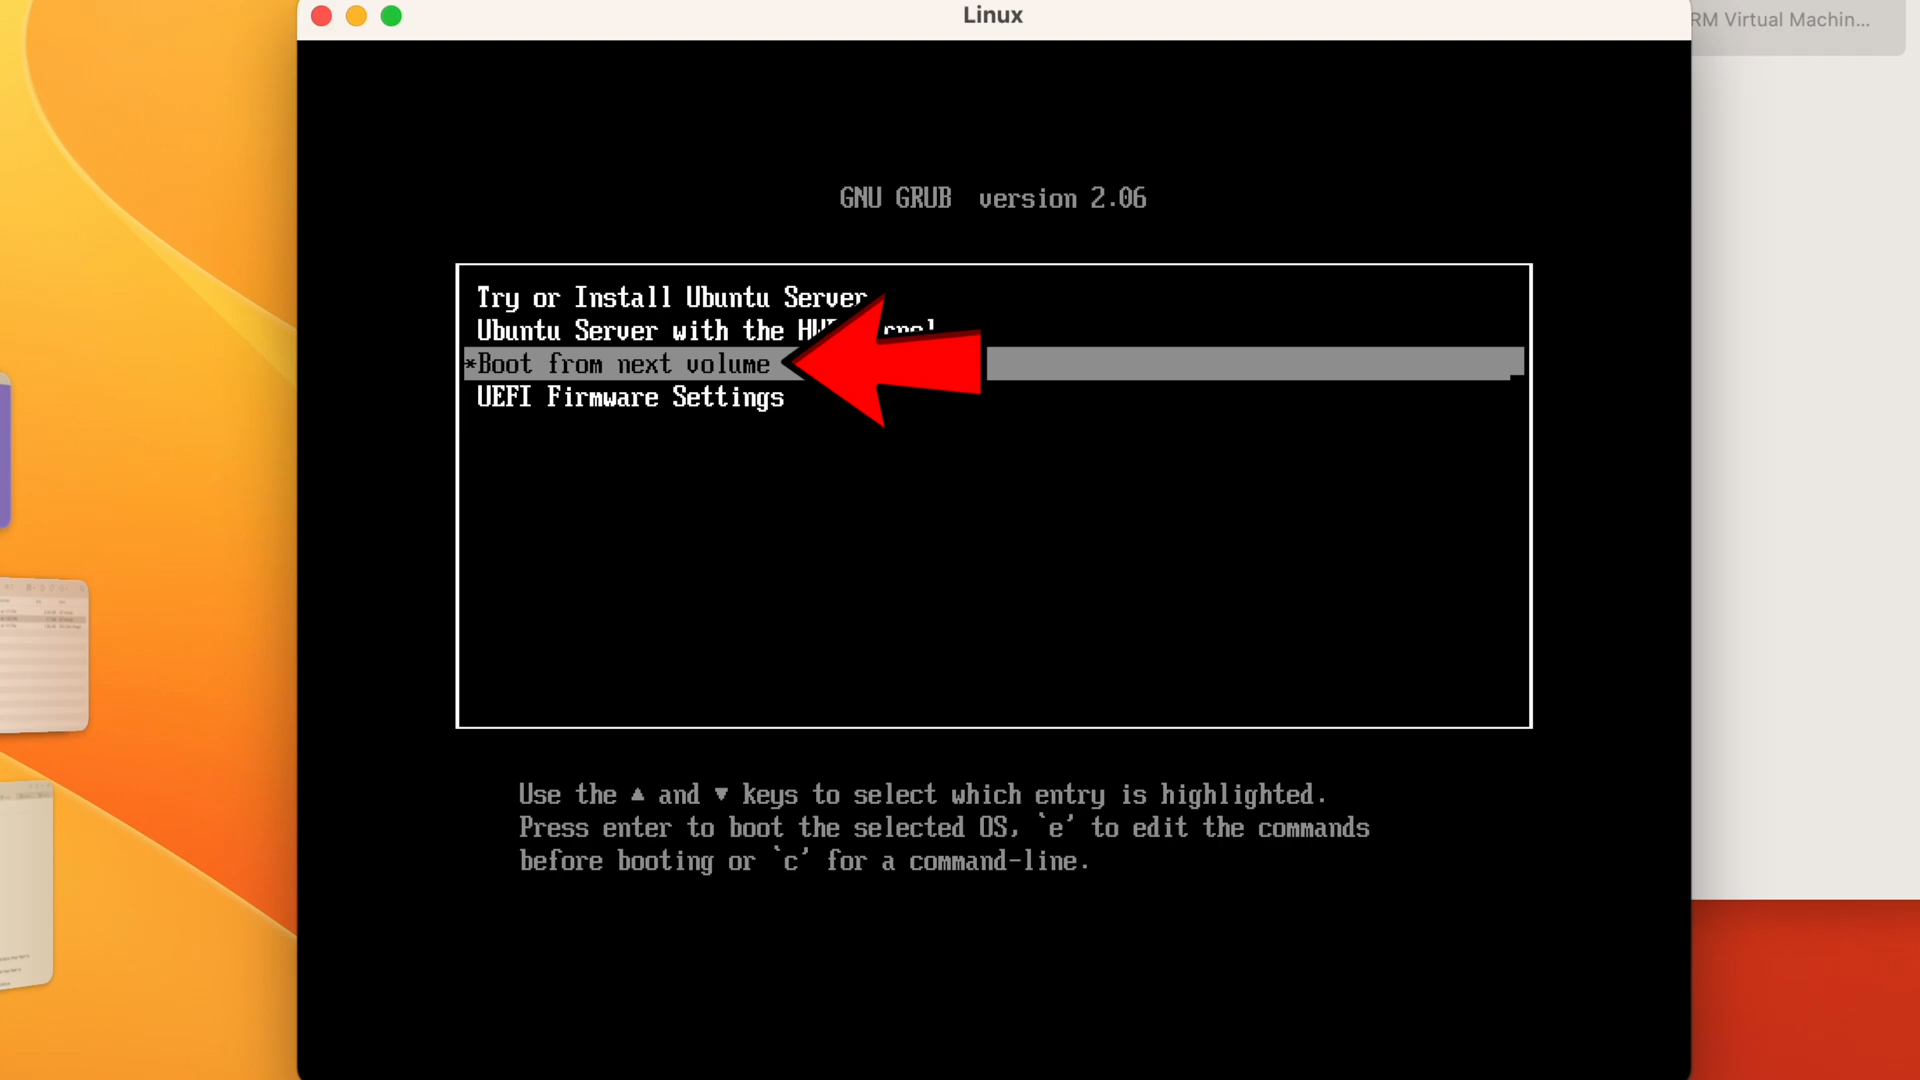 Linux
RM Virtual Machin...
GNU GRUB version 2.06
Try or Install Ubuntu Server
Ubuntu Server with the
*Boot from next volume
UEFI Firmware Settings
Use the ▲ and ▼ keys to select which entry is highlighted.
Press enter to boot the selected OS, `e' to edit the commands
before booting or `c' for a command-line.